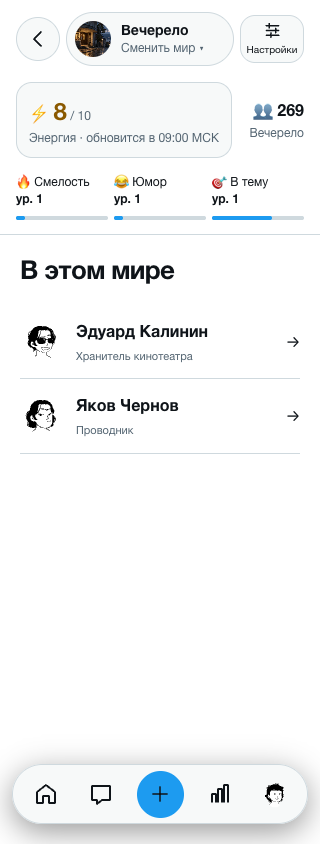 Вечерело
Сменить мир ▾
Настройки
⚡ 8 / 10
Энергия · обновится в 09:00 МСК
👥 269
Вечерело
🔥 Смелость
ур. 1
😂 Юмор
ур. 1
🎯 В тему
ур. 1
В этом мире
Эдуард Калинин
Хранитель кинотеатра
Яков Чернов
Проводник